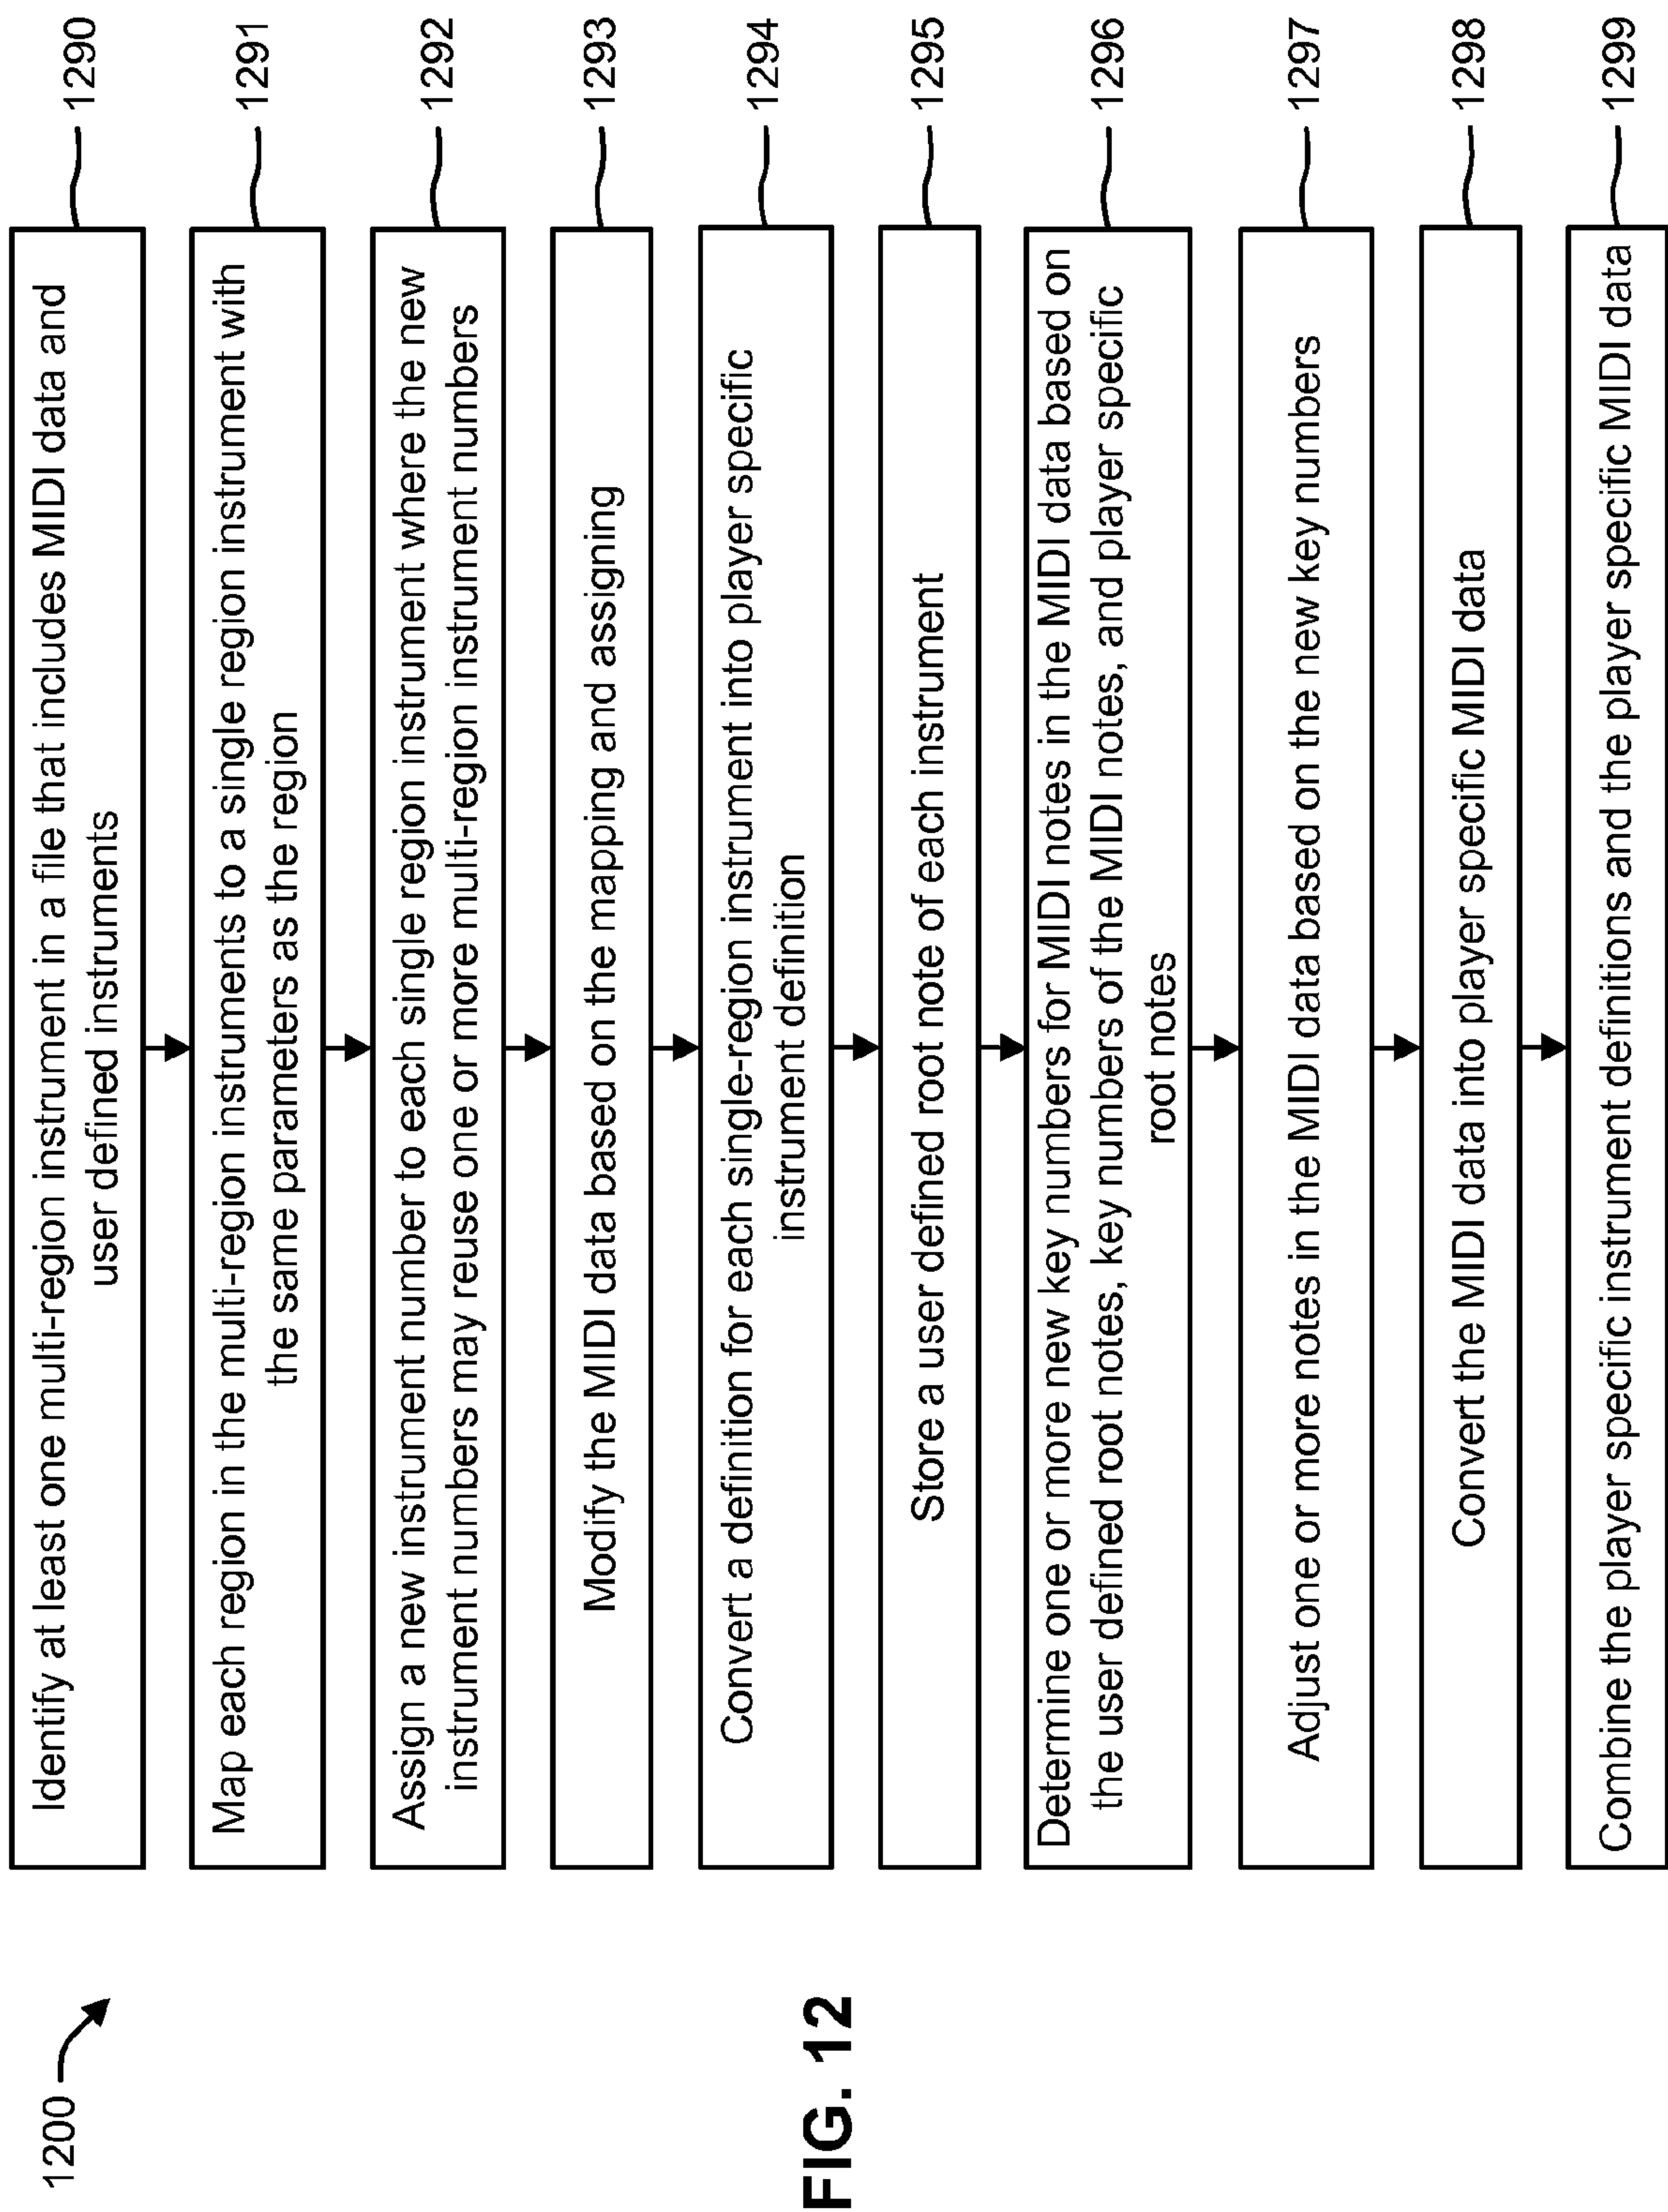 1200
Identify at least one multi-region instrument in a file that includes MIDI data and
user defined instruments
1290
Map each region in the multi-region instruments to a single region instrument with
the same parameters as the region
1291
Assign a new instrument number to each single region instrument where the new
instrument numbers may reuse one or more multi-region instrument numbers
1292
Modify the MIDI data based on the mapping and assigning
1293
Convert a definition for each single-region instrument into player specific
instrument definition
1294
Store a user defined root note of each instrument
1295
Determine one or more new key numbers for MIDI notes in the MIDI data based on
the user defined root notes, key numbers of the MIDI notes, and player specific
root notes
1296
Adjust one or more notes in the MIDI data based on the new key numbers
1297
Convert the MIDI data into player specific MIDI data
1298
Combine the player specific instrument definitions and the player specific MIDI data
1299
FIG. 12